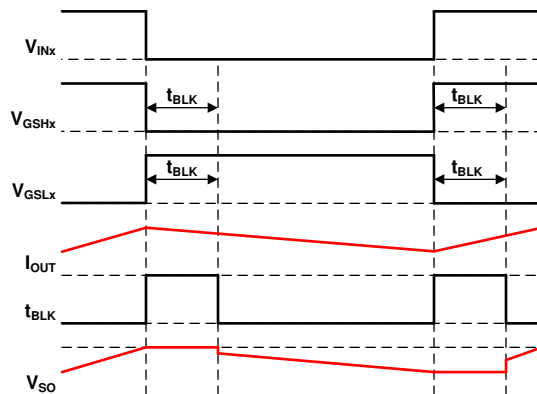 VINx
tBLK tBLK
VGSHx
tBLK tBLK
VGSLx
IOUT
tBLK
VSO